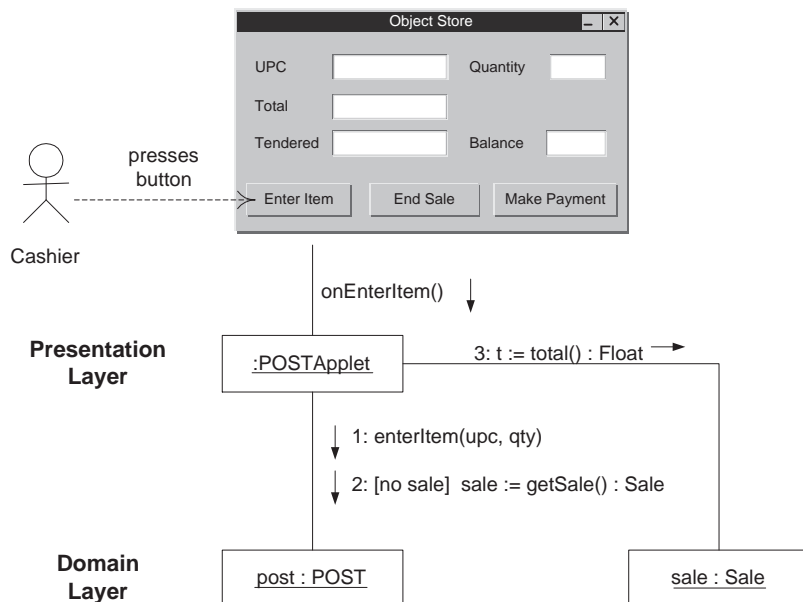 Object Store
UPC
Quantity
Total
Tendered
Balance
presses
button
Enter Item
End Sale
Make Payment
Cashier
onEnterItem()
Presentation
Layer
:POSTApplet
3: t := total() : Float
1: enterItem(upc, qty)
2: [no sale]  sale := getSale() : Sale
Domain
Layer
post : POST
sale : Sale